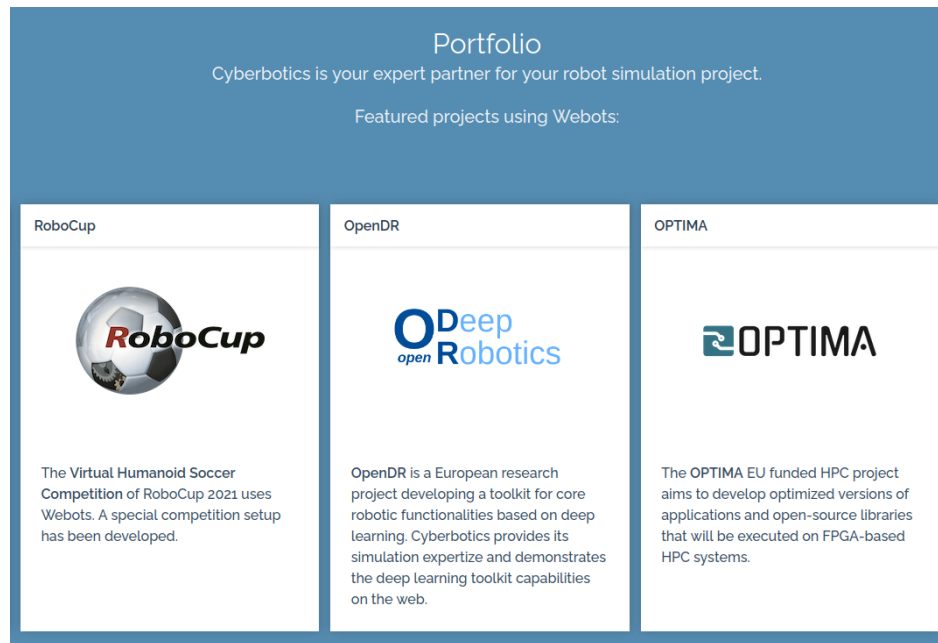 Portfolio
Cyberbotics is your expert partner for your robot simulation project.
Featured projects using Webots:
RoboCup
RoboCup
The Virtual Humanoid Soccer
Competition of RoboCup 2021 uses
Webots. A special competition setup
has been developed.
OpenDR
O Deep
open Robotics
OpenDR is a European research
project developing a toolkit for core
robotic functionalities based on deep
learning. Cyberbotics provides its
simulation expertize and demonstrates
the deep learning toolkit capabilities
on the web.
OPTIMA
OPTIMA
The OPTIMA EU funded HPC project
aims to develop optimized versions of
applications and open-source libraries
that will be executed on FPGA-based
HPC systems.